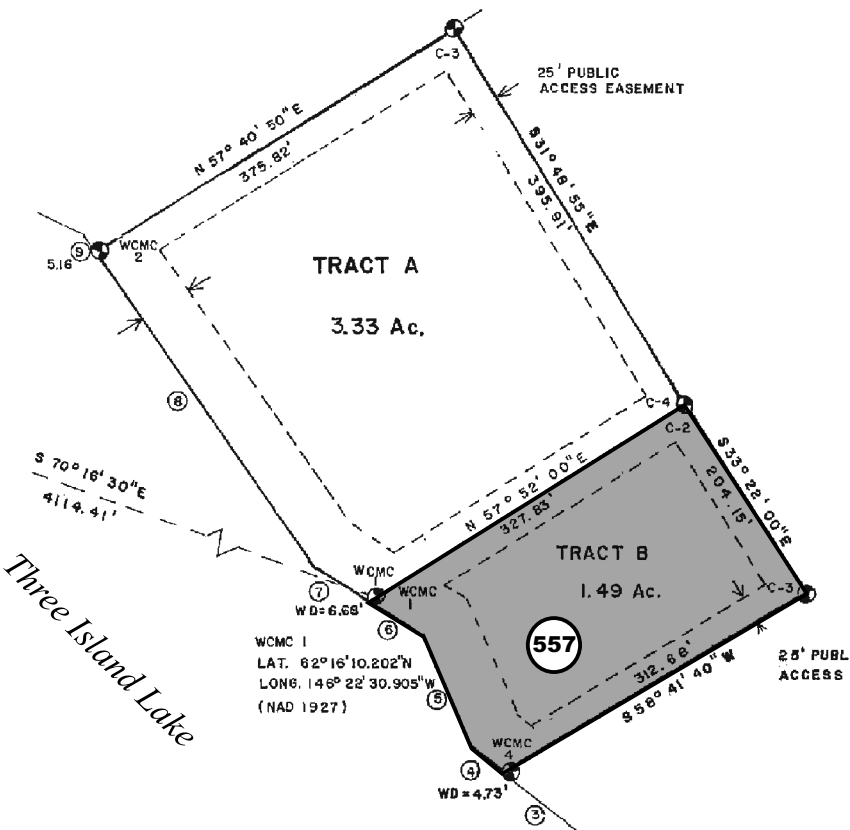 C-3
25' PUBLIC
ACCESS EASEMENT
N 57° 40' 50" E
375.82'
S 31° 48' 55" E
395.91'
9
5.16
WCMC
2
TRACT A
3.33 Ac.
8
C-4
C-2
S 70° 16' 30" E
4114.41'
N 57° 52' 00" E
327.83'
S 33° 22' 00" E
204.15'
TRACT B
1.49 Ac.
WCMC
1
WCMC
1
C-3
7
WD=6.68'
6
557
WCMC 1
LAT. 62° 16' 10.202" N
LONG. 146° 22' 30.905" W
(NAD 1927)
5
312.68'
S 58° 41' 40" W
25' PUBL
ACCESS
Three Island Lake
WCMC
4
4
WD=4.73'
3